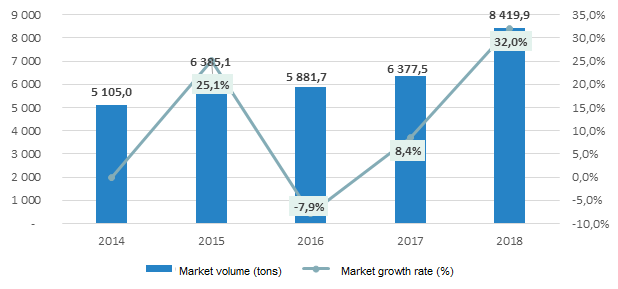 8 419,9
9 000 35,0%
8 000 30,0%
7 000 25,0%
6 000 20,0%
5 000 15,0%
4 000 10,0%
3 000 5,0%
2 000 0,0%
1 000 -5,0%
- -10,0%
5 105,0
6 385,1
5 881,7
6 377,5
32,0%
25,1%
8,4%
-7,9%
2014 2015 2016 2017 2018
Market volume (tons) Market growth rate (%)